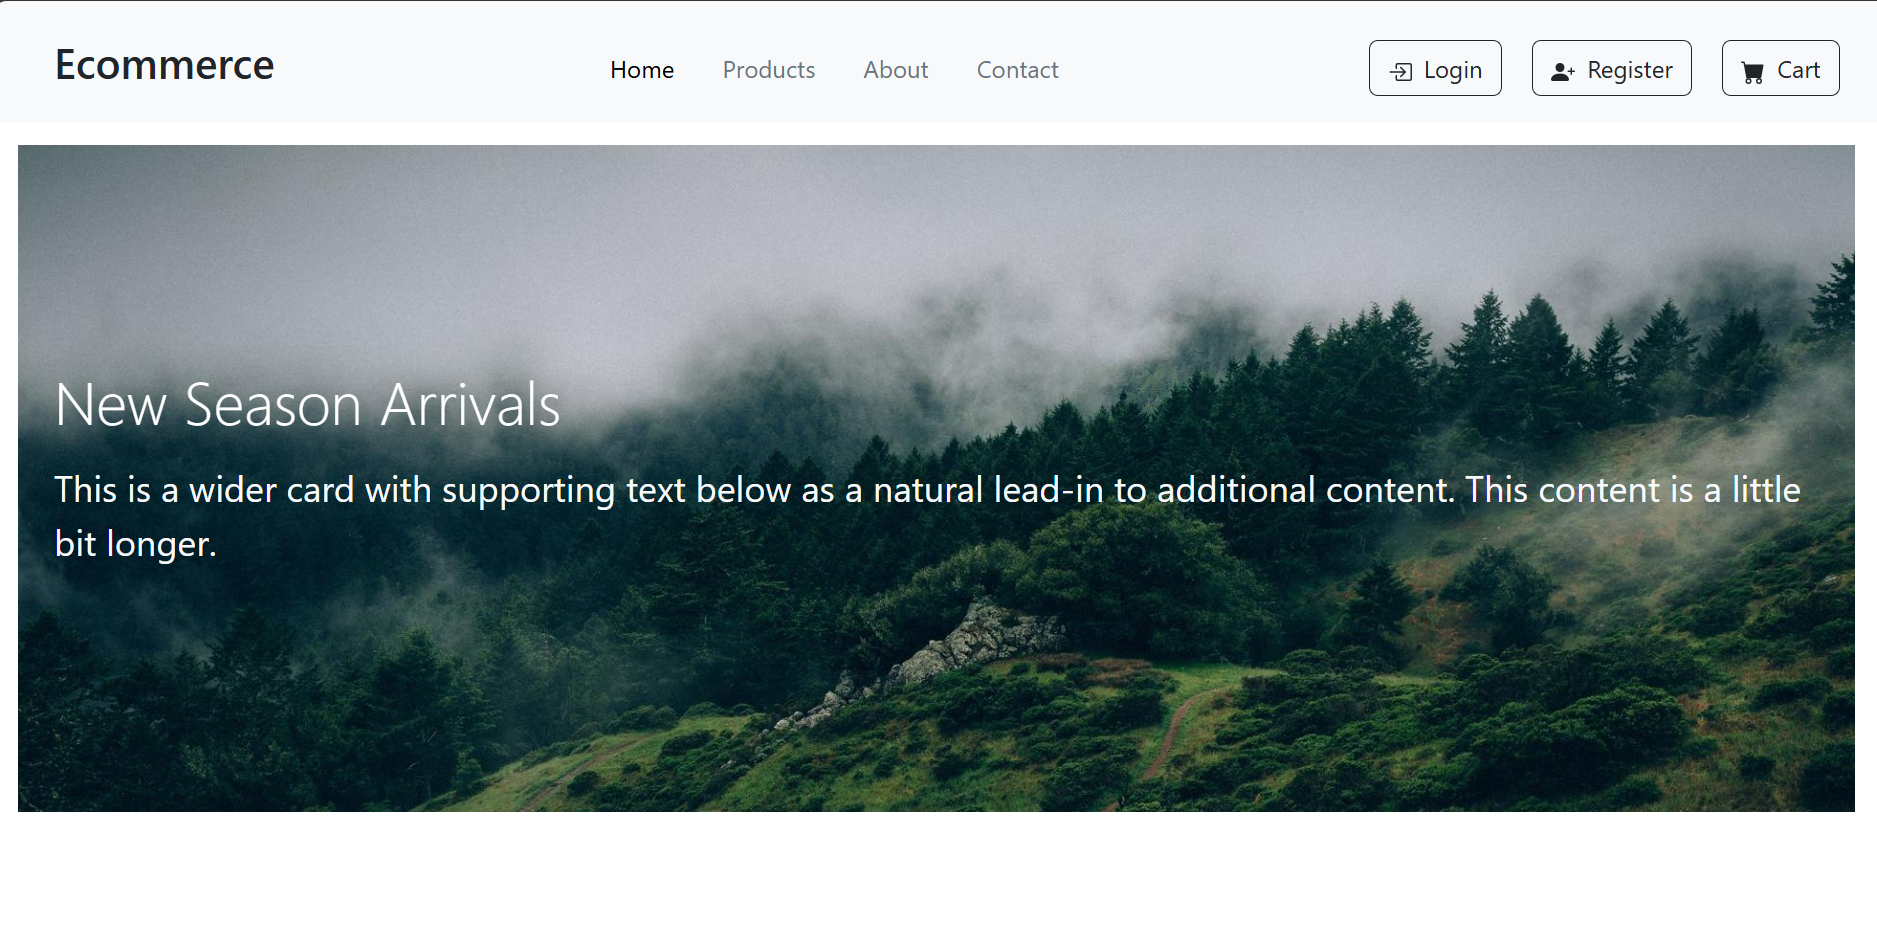 Ecommerce
Home Products About Contact
Login Register Cart
New Season Arrivals
This is a wider card with supporting text below as a natural lead-in to additional content. This content is a little
bit longer.